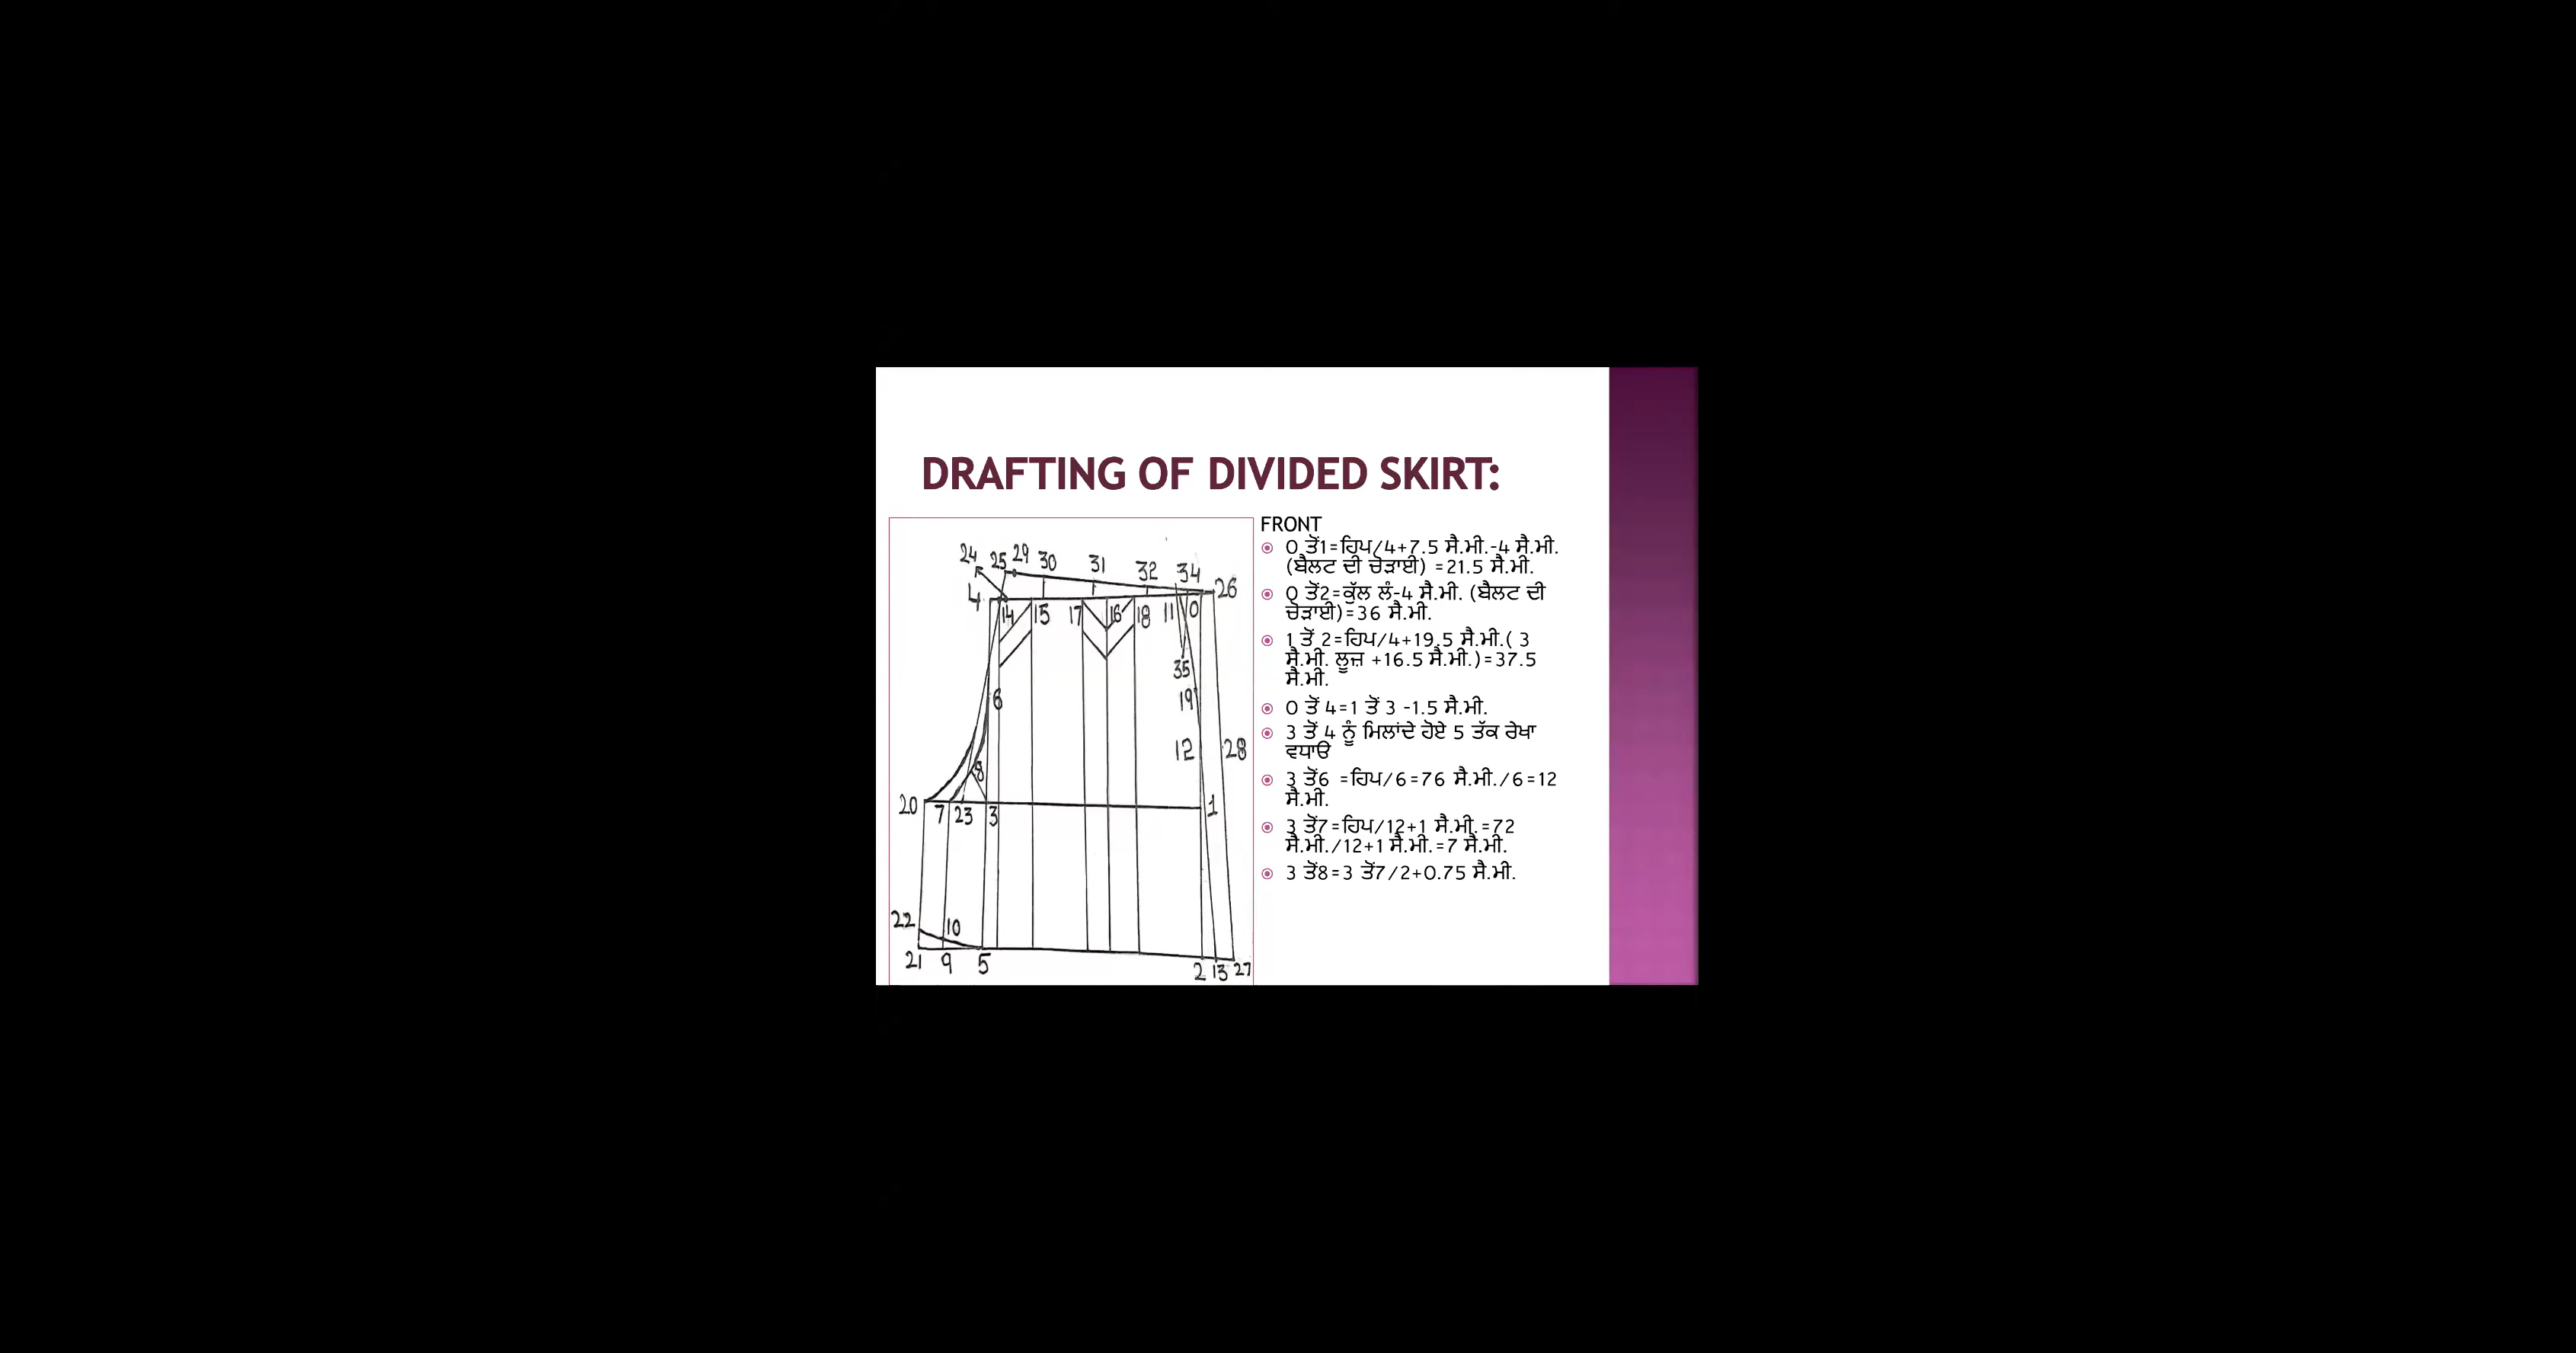 DRAFTING OF DIVIDED SKIRT:
24 25 29 30 31 32 34 26
4 14 15 17 16 18 11 0
35
6 19
12 28
8
20 7 23 3 1
22 10
21 9 5 2 13 27
FRONT
0 ਤੋਂ1=ਹਿਪ/4+7.5 ਸੈ.ਮੀ.-4 ਸੈ.ਮੀ.
(ਬੈਲਟ ਦੀ ਚੋੜਾਈ) =21.5 ਸੈ.ਮੀ.
0 ਤੋਂ2=ਕੁੱਲ ਲੰ-4 ਸੈ.ਮੀ. (ਬੈਲਟ ਦੀ
ਚੋੜਾਈ)=36 ਸੈ.ਮੀ.
1 ਤੋਂ 2=ਹਿਪ/4+19.5 ਸੈ.ਮੀ.( 3
ਸੈ.ਮੀ. ਲੂਜ਼ +16.5 ਸੈ.ਮੀ.)=37.5
ਸੈ.ਮੀ.
0 ਤੋਂ 4=1 ਤੋਂ 3 -1.5 ਸੈ.ਮੀ.
3 ਤੋਂ 4 ਨੂੰ ਮਿਲਾਂਦੇ ਹੋਏ 5 ਤੱਕ ਰੇਖਾ
ਵਧਾਓ
3 ਤੋਂ6 =ਹਿਪ/6=76 ਸੈ.ਮੀ./6=12
ਸੈ.ਮੀ.
3 ਤੋਂ7=ਹਿਪ/12+1 ਸੈ.ਮੀ.=72
ਸੈ.ਮੀ./12+1 ਸੈ.ਮੀ.=7 ਸੈ.ਮੀ.
3 ਤੋਂ8=3 ਤੋਂ7/2+0.75 ਸੈ.ਮੀ.